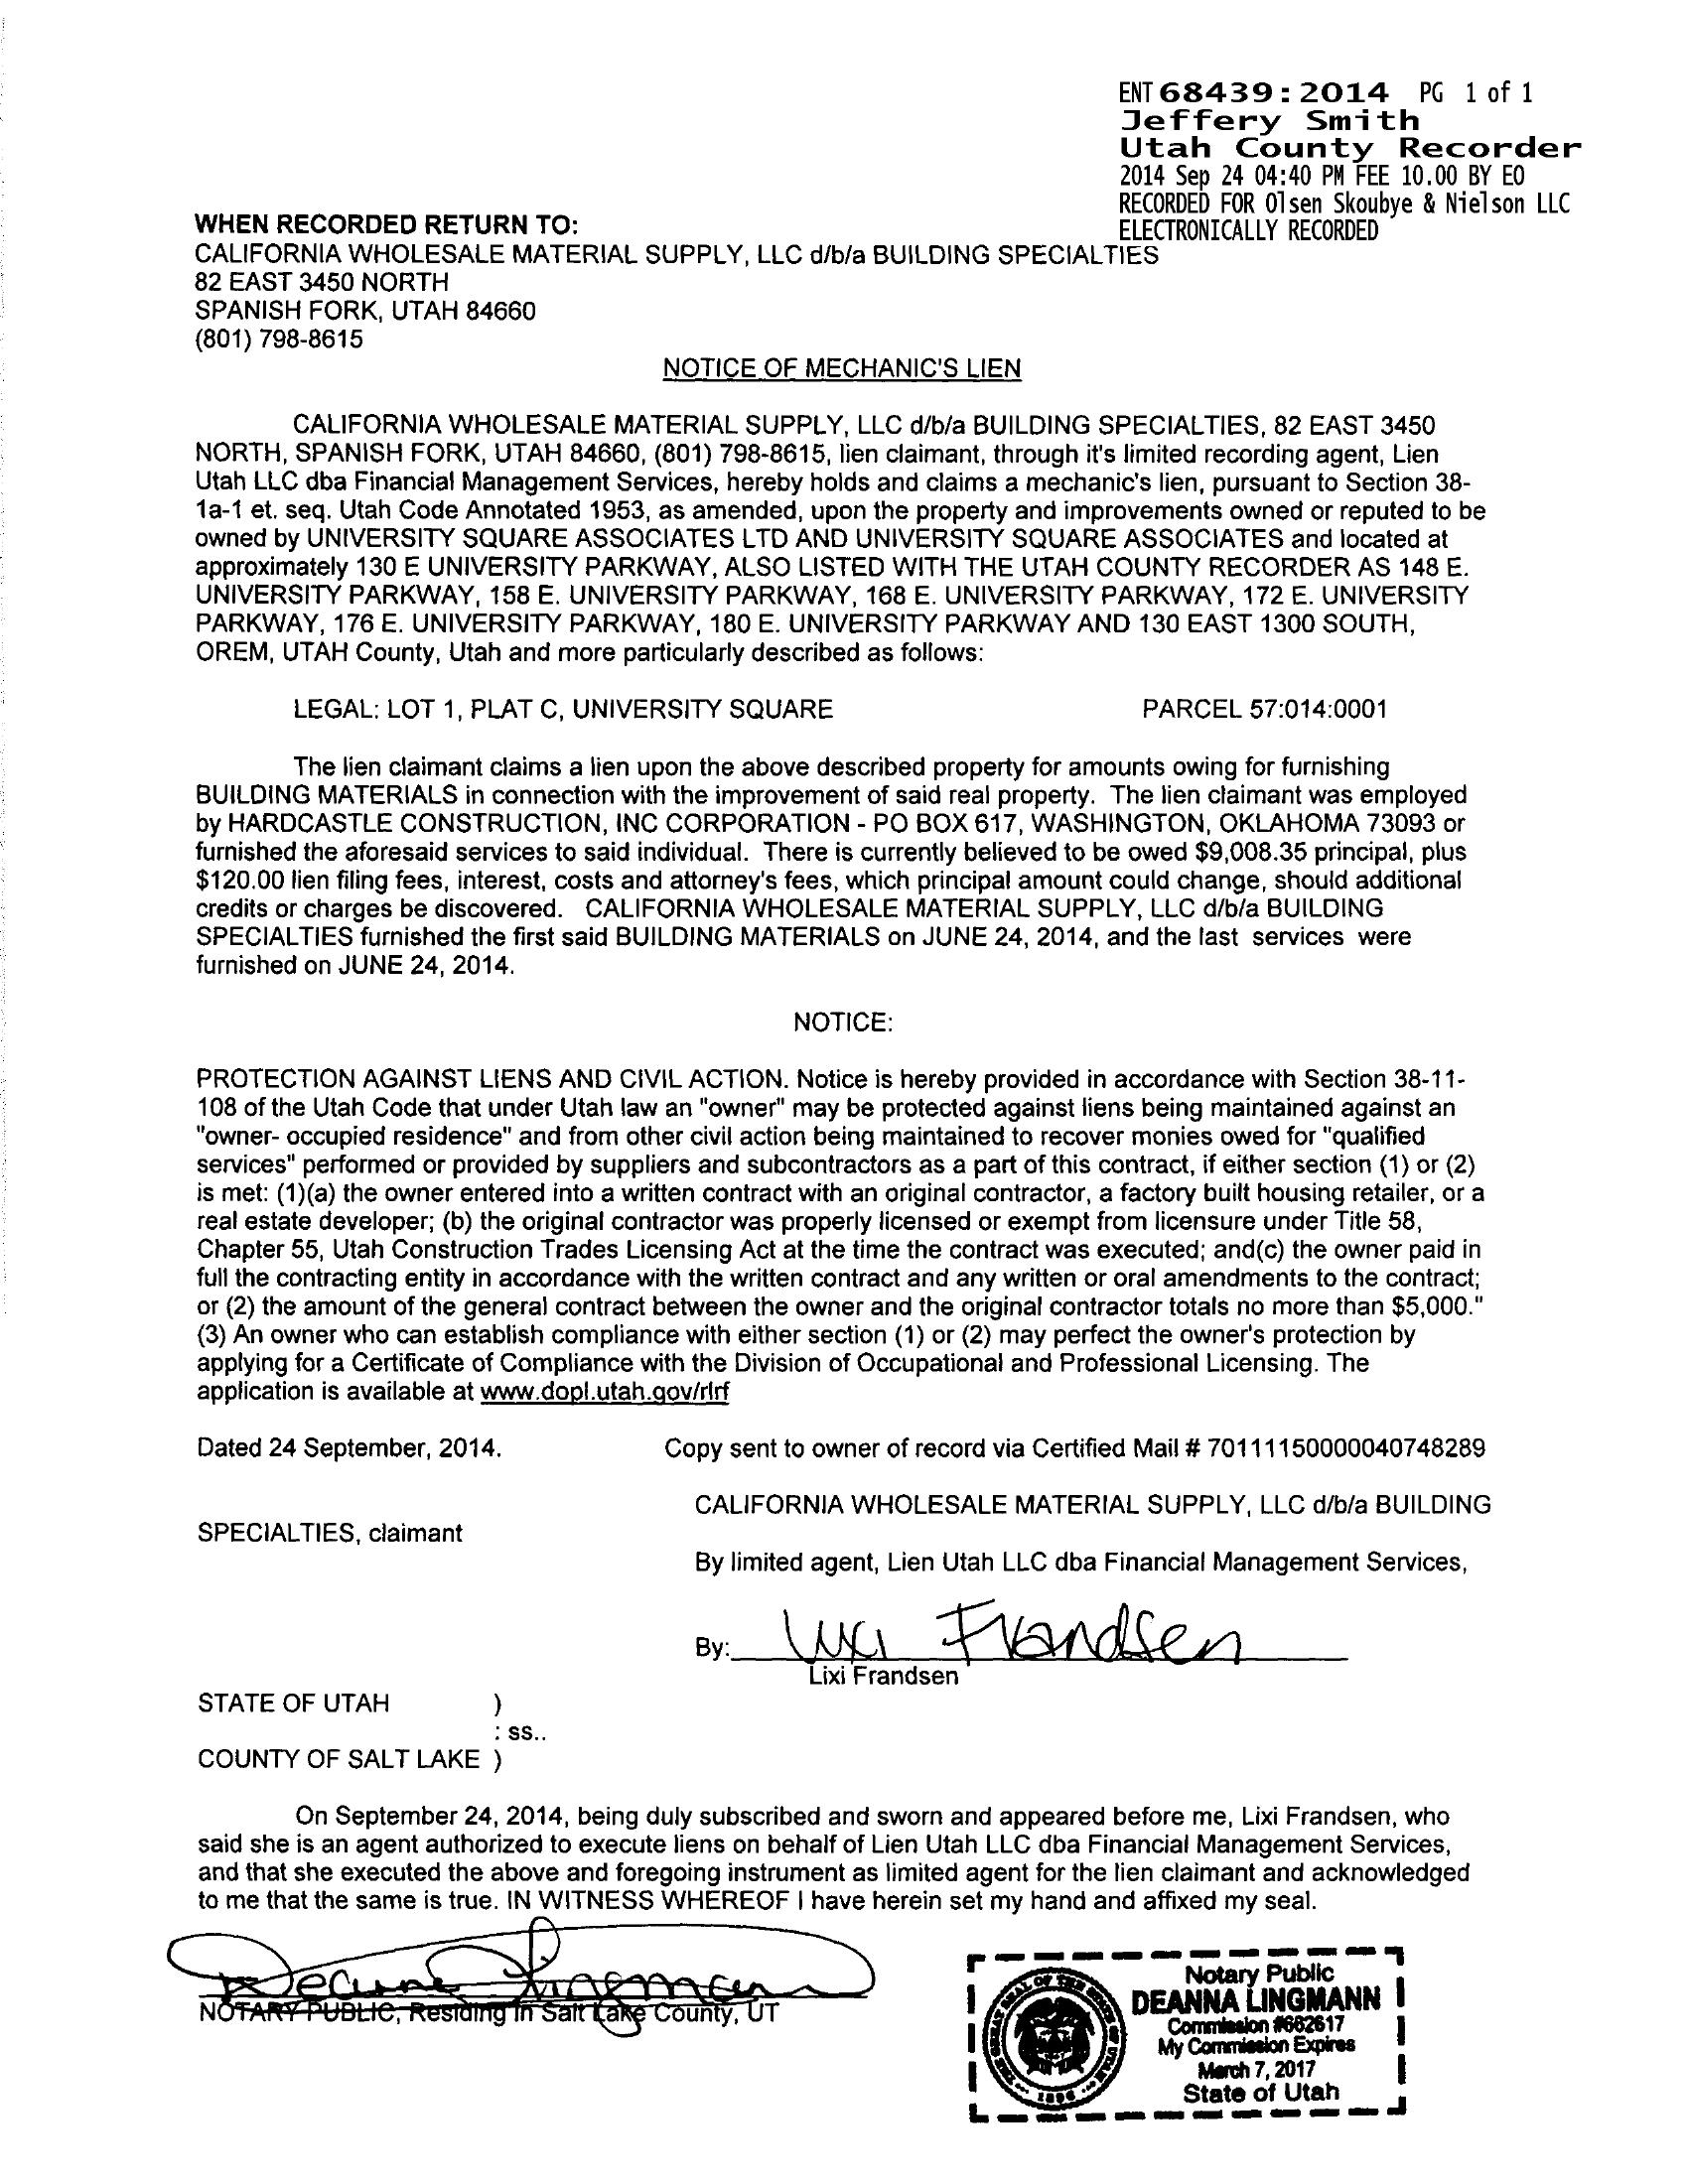 ENT 68439:2014 PG 1 of 1
Jeffery Smith
Utah County Recorder
2014 Sep 24 04:40 PM FEE 10.00 BY EO
RECORDED FOR Olsen Skoubye & Nielson LLC
ELECTRONICALLY RECORDED
WHEN RECORDED RETURN TO:
CALIFORNIA WHOLESALE MATERIAL SUPPLY, LLC d/b/a BUILDING SPECIALTIES
82 EAST 3450 NORTH
SPANISH FORK, UTAH 84660
(801) 798-8615
NOTICE OF MECHANIC'S LIEN
CALIFORNIA WHOLESALE MATERIAL SUPPLY, LLC d/b/a BUILDING SPECIALTIES, 82 EAST 3450
NORTH, SPANISH FORK, UTAH 84660, (801) 798-8615, lien claimant, through it's limited recording agent, Lien
Utah LLC dba Financial Management Services, hereby holds and claims a mechanic's lien, pursuant to Section 38-
1a-1 et. seq. Utah Code Annotated 1953, as amended, upon the property and improvements owned or reputed to be
owned by UNIVERSITY SQUARE ASSOCIATES LTD AND UNIVERSITY SQUARE ASSOCIATES and located at
approximately 130 E UNIVERSITY PARKWAY, ALSO LISTED WITH THE UTAH COUNTY RECORDER AS 148 E.
UNIVERSITY PARKWAY, 158 E. UNIVERSITY PARKWAY, 168 E. UNIVERSITY PARKWAY, 172 E. UNIVERSITY
PARKWAY, 176 E. UNIVERSITY PARKWAY, 180 E. UNIVERSITY PARKWAY AND 130 EAST 1300 SOUTH,
OREM, UTAH County, Utah and more particularly described as follows:
LEGAL: LOT 1, PLAT C, UNIVERSITY SQUARE PARCEL 57:014:0001
The lien claimant claims a lien upon the above described property for amounts owing for furnishing
BUILDING MATERIALS in connection with the improvement of said real property. The lien claimant was employed
by HARDCASTLE CONSTRUCTION, INC CORPORATION - PO BOX 617, WASHINGTON, OKLAHOMA 73093 or
furnished the aforesaid services to said individual. There is currently believed to be owed $9,008.35 principal, plus
$120.00 lien filing fees, interest, costs and attorney's fees, which principal amount could change, should additional
credits or charges be discovered. CALIFORNIA WHOLESALE MATERIAL SUPPLY, LLC d/b/a BUILDING
SPECIALTIES furnished the first said BUILDING MATERIALS on JUNE 24, 2014, and the last services were
furnished on JUNE 24, 2014.
NOTICE:
PROTECTION AGAINST LIENS AND CIVIL ACTION. Notice is hereby provided in accordance with Section 38-11-
108 of the Utah Code that under Utah law an "owner" may be protected against liens being maintained against an
"owner- occupied residence" and from other civil action being maintained to recover monies owed for "qualified
services" performed or provided by suppliers and subcontractors as a part of this contract, if either section (1) or (2)
is met: (1)(a) the owner entered into a written contract with an original contractor, a factory built housing retailer, or a
real estate developer; (b) the original contractor was properly licensed or exempt from licensure under Title 58,
Chapter 55, Utah Construction Trades Licensing Act at the time the contract was executed; and(c) the owner paid in
full the contracting entity in accordance with the written contract and any written or oral amendments to the contract;
or (2) the amount of the general contract between the owner and the original contractor totals no more than $5,000."
(3) An owner who can establish compliance with either section (1) or (2) may perfect the owner's protection by
applying for a Certificate of Compliance with the Division of Occupational and Professional Licensing. The
application is available at www.dopl.utah.gov/rlrf
Dated 24 September, 2014. Copy sent to owner of record via Certified Mail # 70111150000040748289
CALIFORNIA WHOLESALE MATERIAL SUPPLY, LLC d/b/a BUILDING
SPECIALTIES, claimant
By limited agent, Lien Utah LLC dba Financial Management Services,
By: Lixi Frandsen
Lixi Frandsen
STATE OF UTAH )
: ss..
COUNTY OF SALT LAKE )
On September 24, 2014, being duly subscribed and sworn and appeared before me, Lixi Frandsen, who
said she is an agent authorized to execute liens on behalf of Lien Utah LLC dba Financial Management Services,
and that she executed the above and foregoing instrument as limited agent for the lien claimant and acknowledged
to me that the same is true. IN WITNESS WHEREOF I have herein set my hand and affixed my seal.
Deanna Lingmann
NOTARY PUBLIC, Residing in Salt Lake County, UT
Notary Public
DEANNA LINGMANN
Commission #662617
My Commission Expires
March 7, 2017
State of Utah
THE GREAT SEAL OF THE STATE OF UTAH
1896